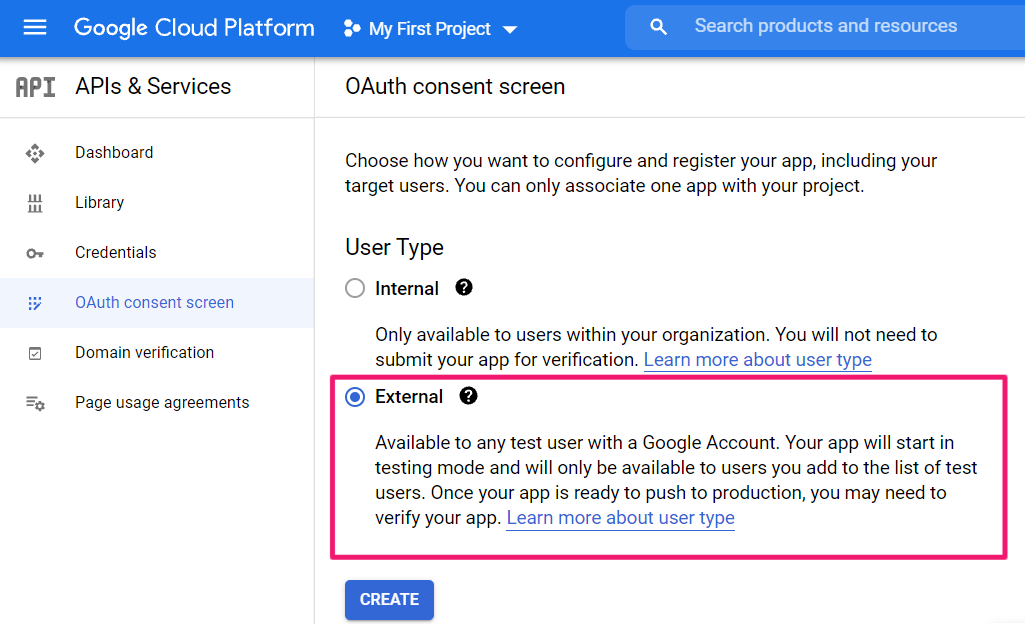 Google Cloud Platform
My First Project
Search products and resources
API APIs & Services
Dashboard
Library
Credentials
OAuth consent screen
Domain verification
Page usage agreements
OAuth consent screen
Choose how you want to configure and register your app, including your
target users. You can only associate one app with your project.
User Type
Internal ?
Only available to users within your organization. You will not need to
submit your app for verification. Learn more about user type
External ?
Available to any test user with a Google Account. Your app will start in
testing mode and will only be available to users you add to the list of test
users. Once your app is ready to push to production, you may need to
verify your app. Learn more about user type
CREATE